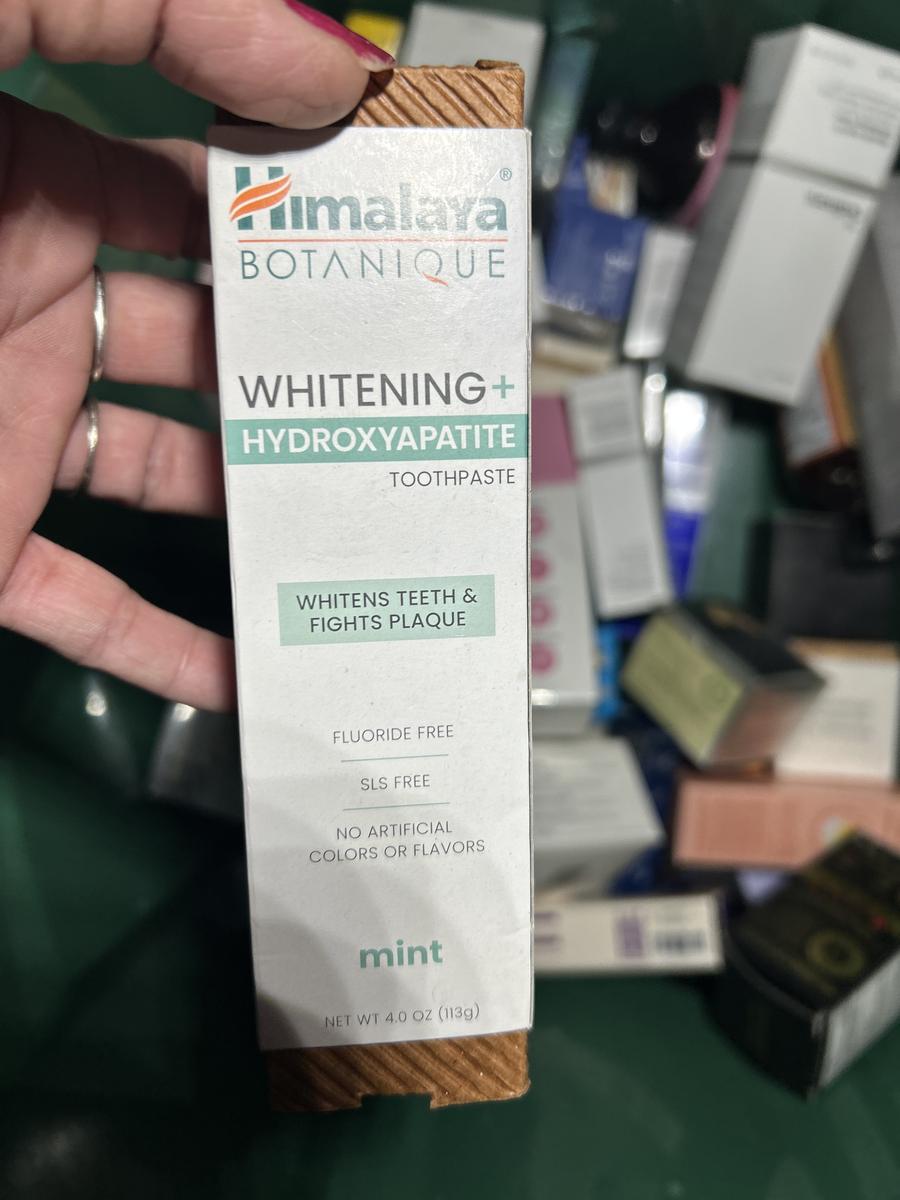 Himalaya®
BOTANIQUE
WHITENING+
HYDROXYAPATITE
TOOTHPASTE
WHITENS TEETH &
FIGHTS PLAQUE
FLUORIDE FREE
SLS FREE
NO ARTIFICIAL
COLORS OR FLAVORS
mint
NET WT 4.0 OZ (113g)